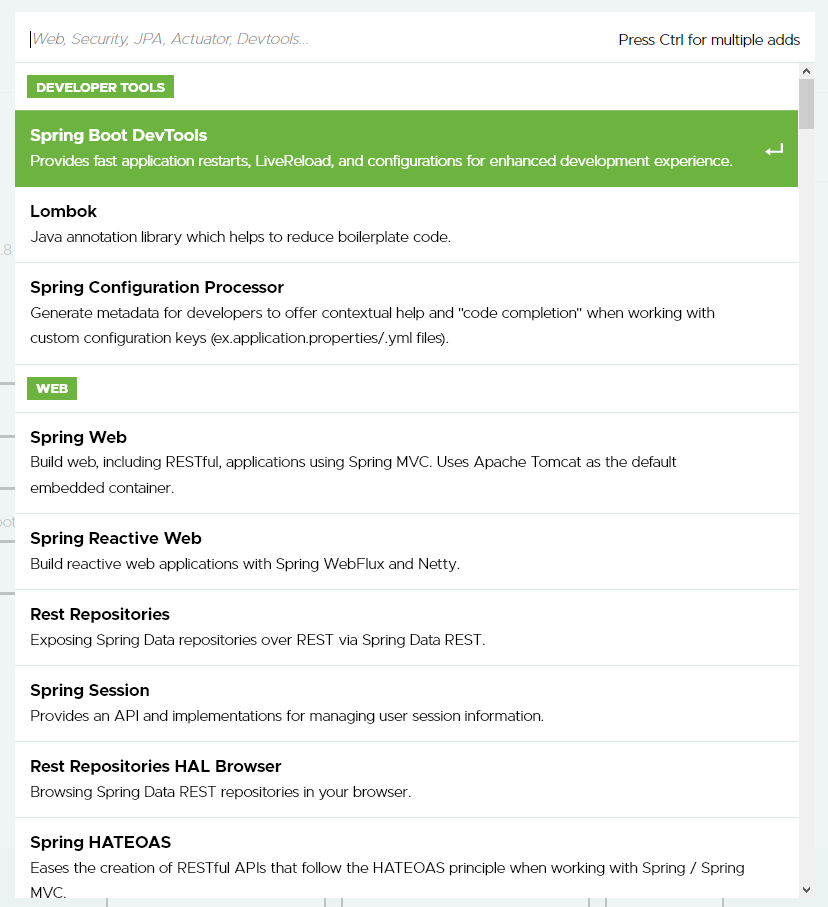 Web, Security, JPA, Actuator, Devtools...
Press Ctrl for multiple adds
DEVELOPER TOOLS
Spring Boot DevTools
Provides fast application restarts, LiveReload, and configurations for enhanced development experience.
Lombok
Java annotation library which helps to reduce boilerplate code.
.8
Spring Configuration Processor
Generate metadata for developers to offer contextual help and "code completion" when working with
custom configuration keys (ex.application.properties/.yml files).
WEB
Spring Web
Build web, including RESTful, applications using Spring MVC. Uses Apache Tomcat as the default
embedded container.
Spring Reactive Web
Build reactive web applications with Spring WebFlux and Netty.
Rest Repositories
Exposing Spring Data repositories over REST via Spring Data REST.
Spring Session
Provides an API and implementations for managing user session information.
Rest Repositories HAL Browser
Browsing Spring Data REST repositories in your browser.
Spring HATEOAS
Eases the creation of RESTful APIs that follow the HATEOAS principle when working with Spring / Spring
MVC.